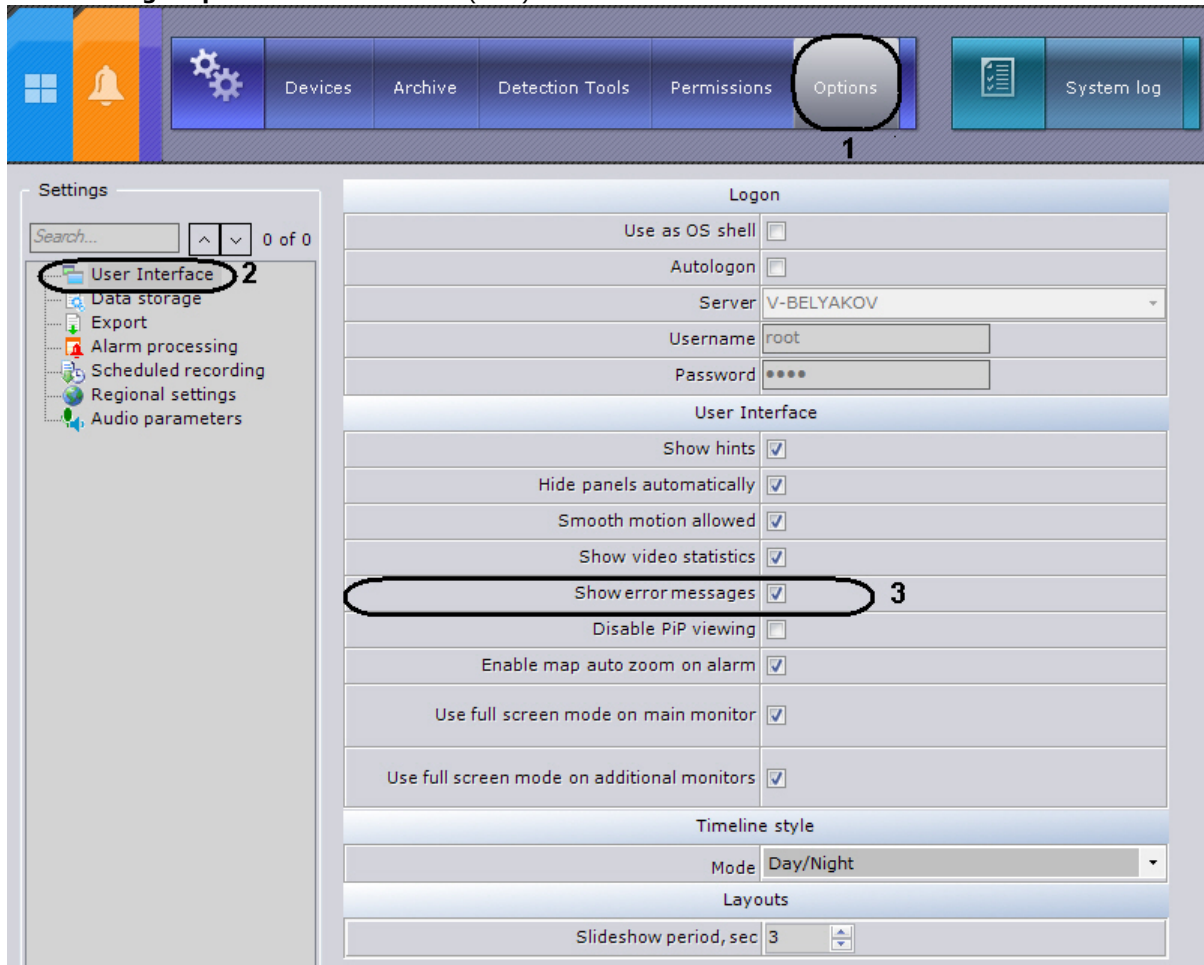 Devices Archive Detection Tools Permissions Options System log
1
Settings
Search... 0 of 0
User Interface 2
Data storage
Export
Alarm processing
Scheduled recording
Regional settings
Audio parameters
Logon
Use as OS shell
Autologon
Server V-BELYAKOV
Username root
Password ••••
User Interface
Show hints
Hide panels automatically
Smooth motion allowed
Show video statistics
Show error messages 3
Disable PiP viewing
Enable map auto zoom on alarm
Use full screen mode on main monitor
Use full screen mode on additional monitors
Timeline style
Mode Day/Night
Layouts
Slideshow period, sec 3